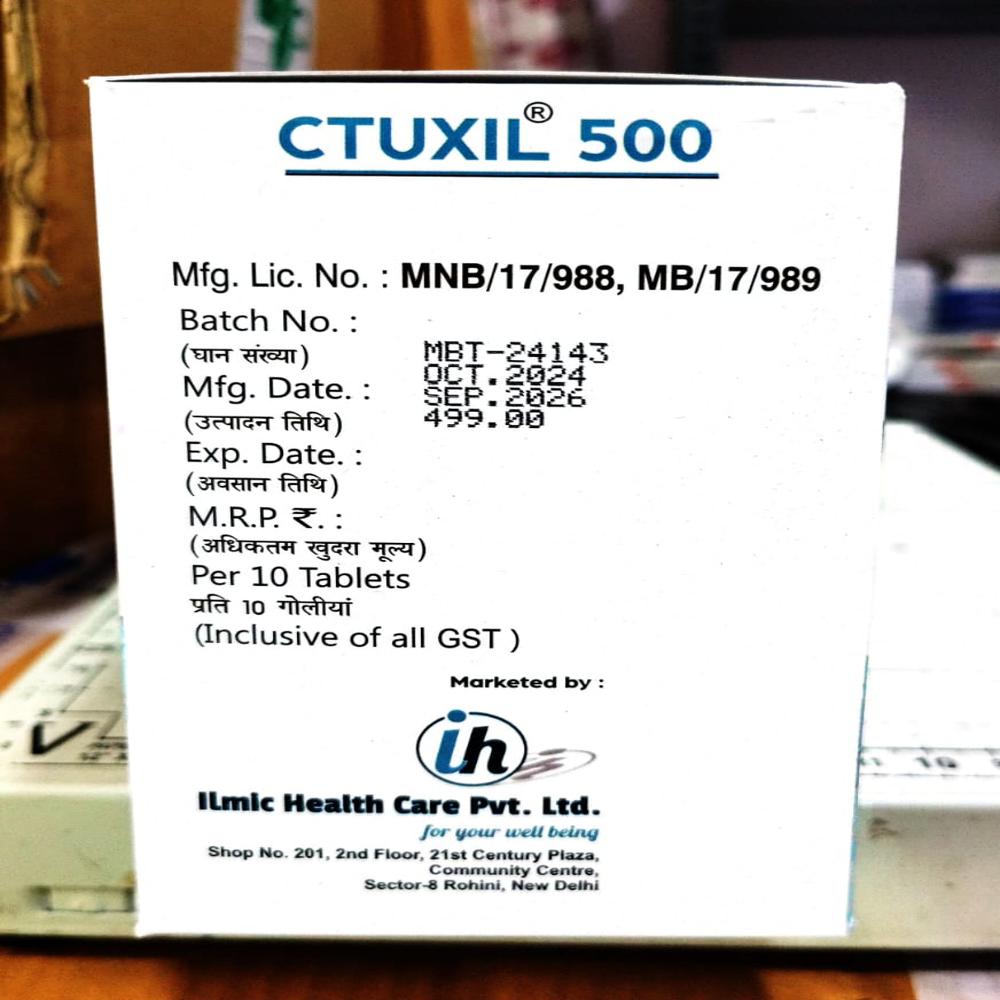 CTUXIL® 500
Mfg. Lic. No. : MNB/17/988, MB/17/989
Batch No. :
(घान संख्या)
MBT-24143
Mfg. Date. :
OCT.2024
SEP.2026
(उत्पादन तिथि)
499.00
Exp. Date. :
(अवसान तिथि)
M.R.P. ₹. :
(अधिकतम खुदरा मूल्य)
Per 10 Tablets
प्रति 10 गोलीयां
(Inclusive of all GST )
Marketed by :
ih
ILmic Health Care Pvt. Ltd.
for your well being
Shop No. 201, 2nd Floor, 21st Century Plaza,
Community Centre,
Sector-8 Rohini, New Delhi